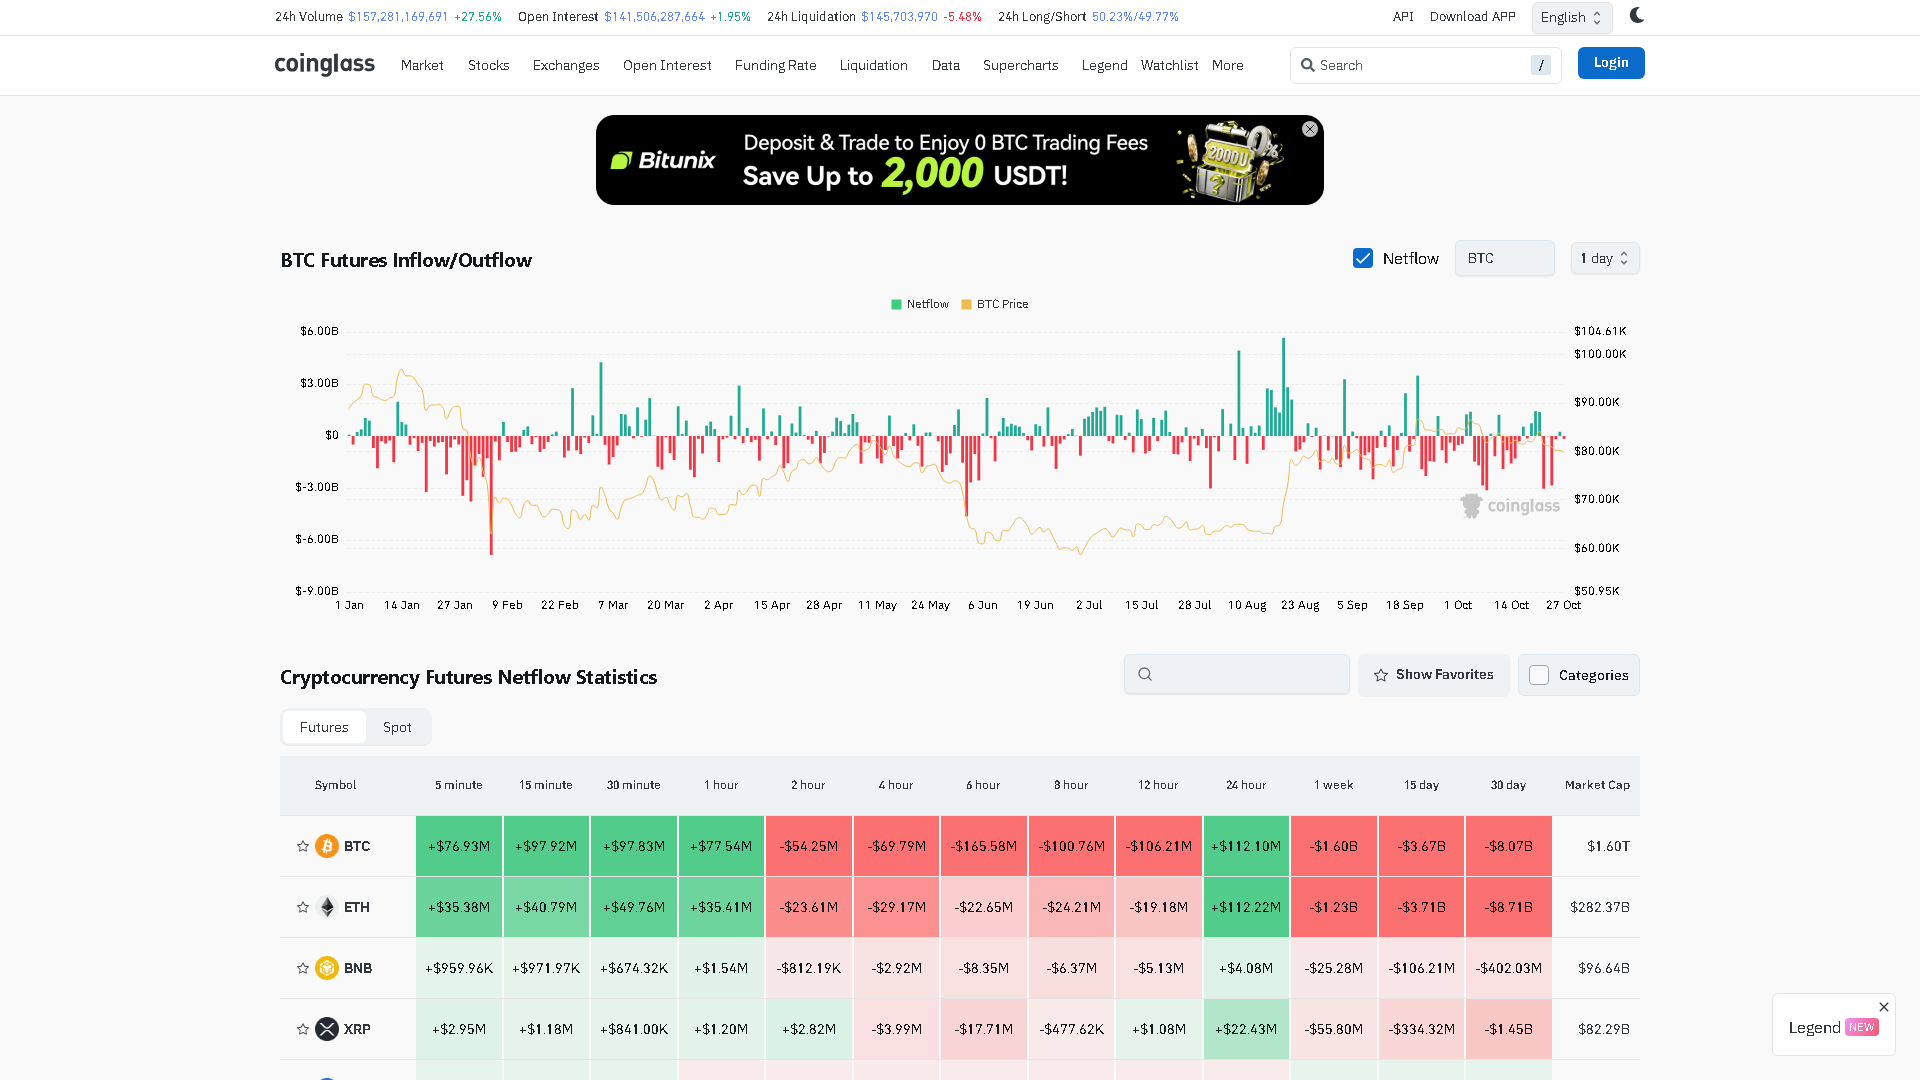 24h Volume $157,281,169,691 +27.56% Open Interest $141,506,287,664 +1.95% 24h Liquidation $145,703,970 -5.48% 24h Long/Short 50.23%/49.77% API Download APP English
coinglass Market Stocks Exchanges Open Interest Funding Rate Liquidation Data Supercharts Legend Watchlist More Search / Login
Bitunix
Deposit & Trade to Enjoy 0 BTC Trading Fees
Save Up to 2,000 USDT!
2000U
0%
?
BTC Futures Inflow/Outflow Netflow BTC 1 day
Netflow BTC Price
$6.00B $104.61K
$100.00K
$3.00B
$90.00K
$0
$80.00K
$-3.00B
$70.00K
coinglass
$-6.00B
$60.00K
$-9.00B $50.95K
1 Jan 14 Jan 27 Jan 9 Feb 22 Feb 7 Mar 20 Mar 2 Apr 15 Apr 28 Apr 11 May 24 May 6 Jun 19 Jun 2 Jul 15 Jul 28 Jul 10 Aug 23 Aug 5 Sep 18 Sep 1 Oct 14 Oct 27 Oct
Cryptocurrency Futures Netflow Statistics Show Favorites Categories
Futures Spot
Symbol 5 minute 15 minute 30 minute 1 hour 2 hour 4 hour 6 hour 8 hour 12 hour 24 hour 1 week 15 day 30 day Market Cap
BTC +$76.93M +$97.92M +$97.83M +$77.54M -$54.25M -$69.79M -$165.58M -$100.76M -$106.21M +$112.10M -$1.60B -$3.67B -$8.07B $1.60T
ETH +$35.38M +$40.79M +$49.76M +$35.41M -$23.61M -$29.17M -$22.65M -$24.21M -$19.18M +$112.22M -$1.23B -$3.71B -$8.71B $282.37B
BNB +$959.96K +$971.97K +$674.32K +$1.54M -$812.19K -$2.92M -$8.35M -$6.37M -$5.13M +$4.08M -$25.28M -$106.21M -$402.03M $96.64B
XRP +$2.95M +$1.18M +$841.00K +$1.20M +$2.82M -$3.99M -$17.71M -$477.62K +$1.08M +$22.43M -$55.80M -$334.32M -$1.45B $82.29B
Legend NEW